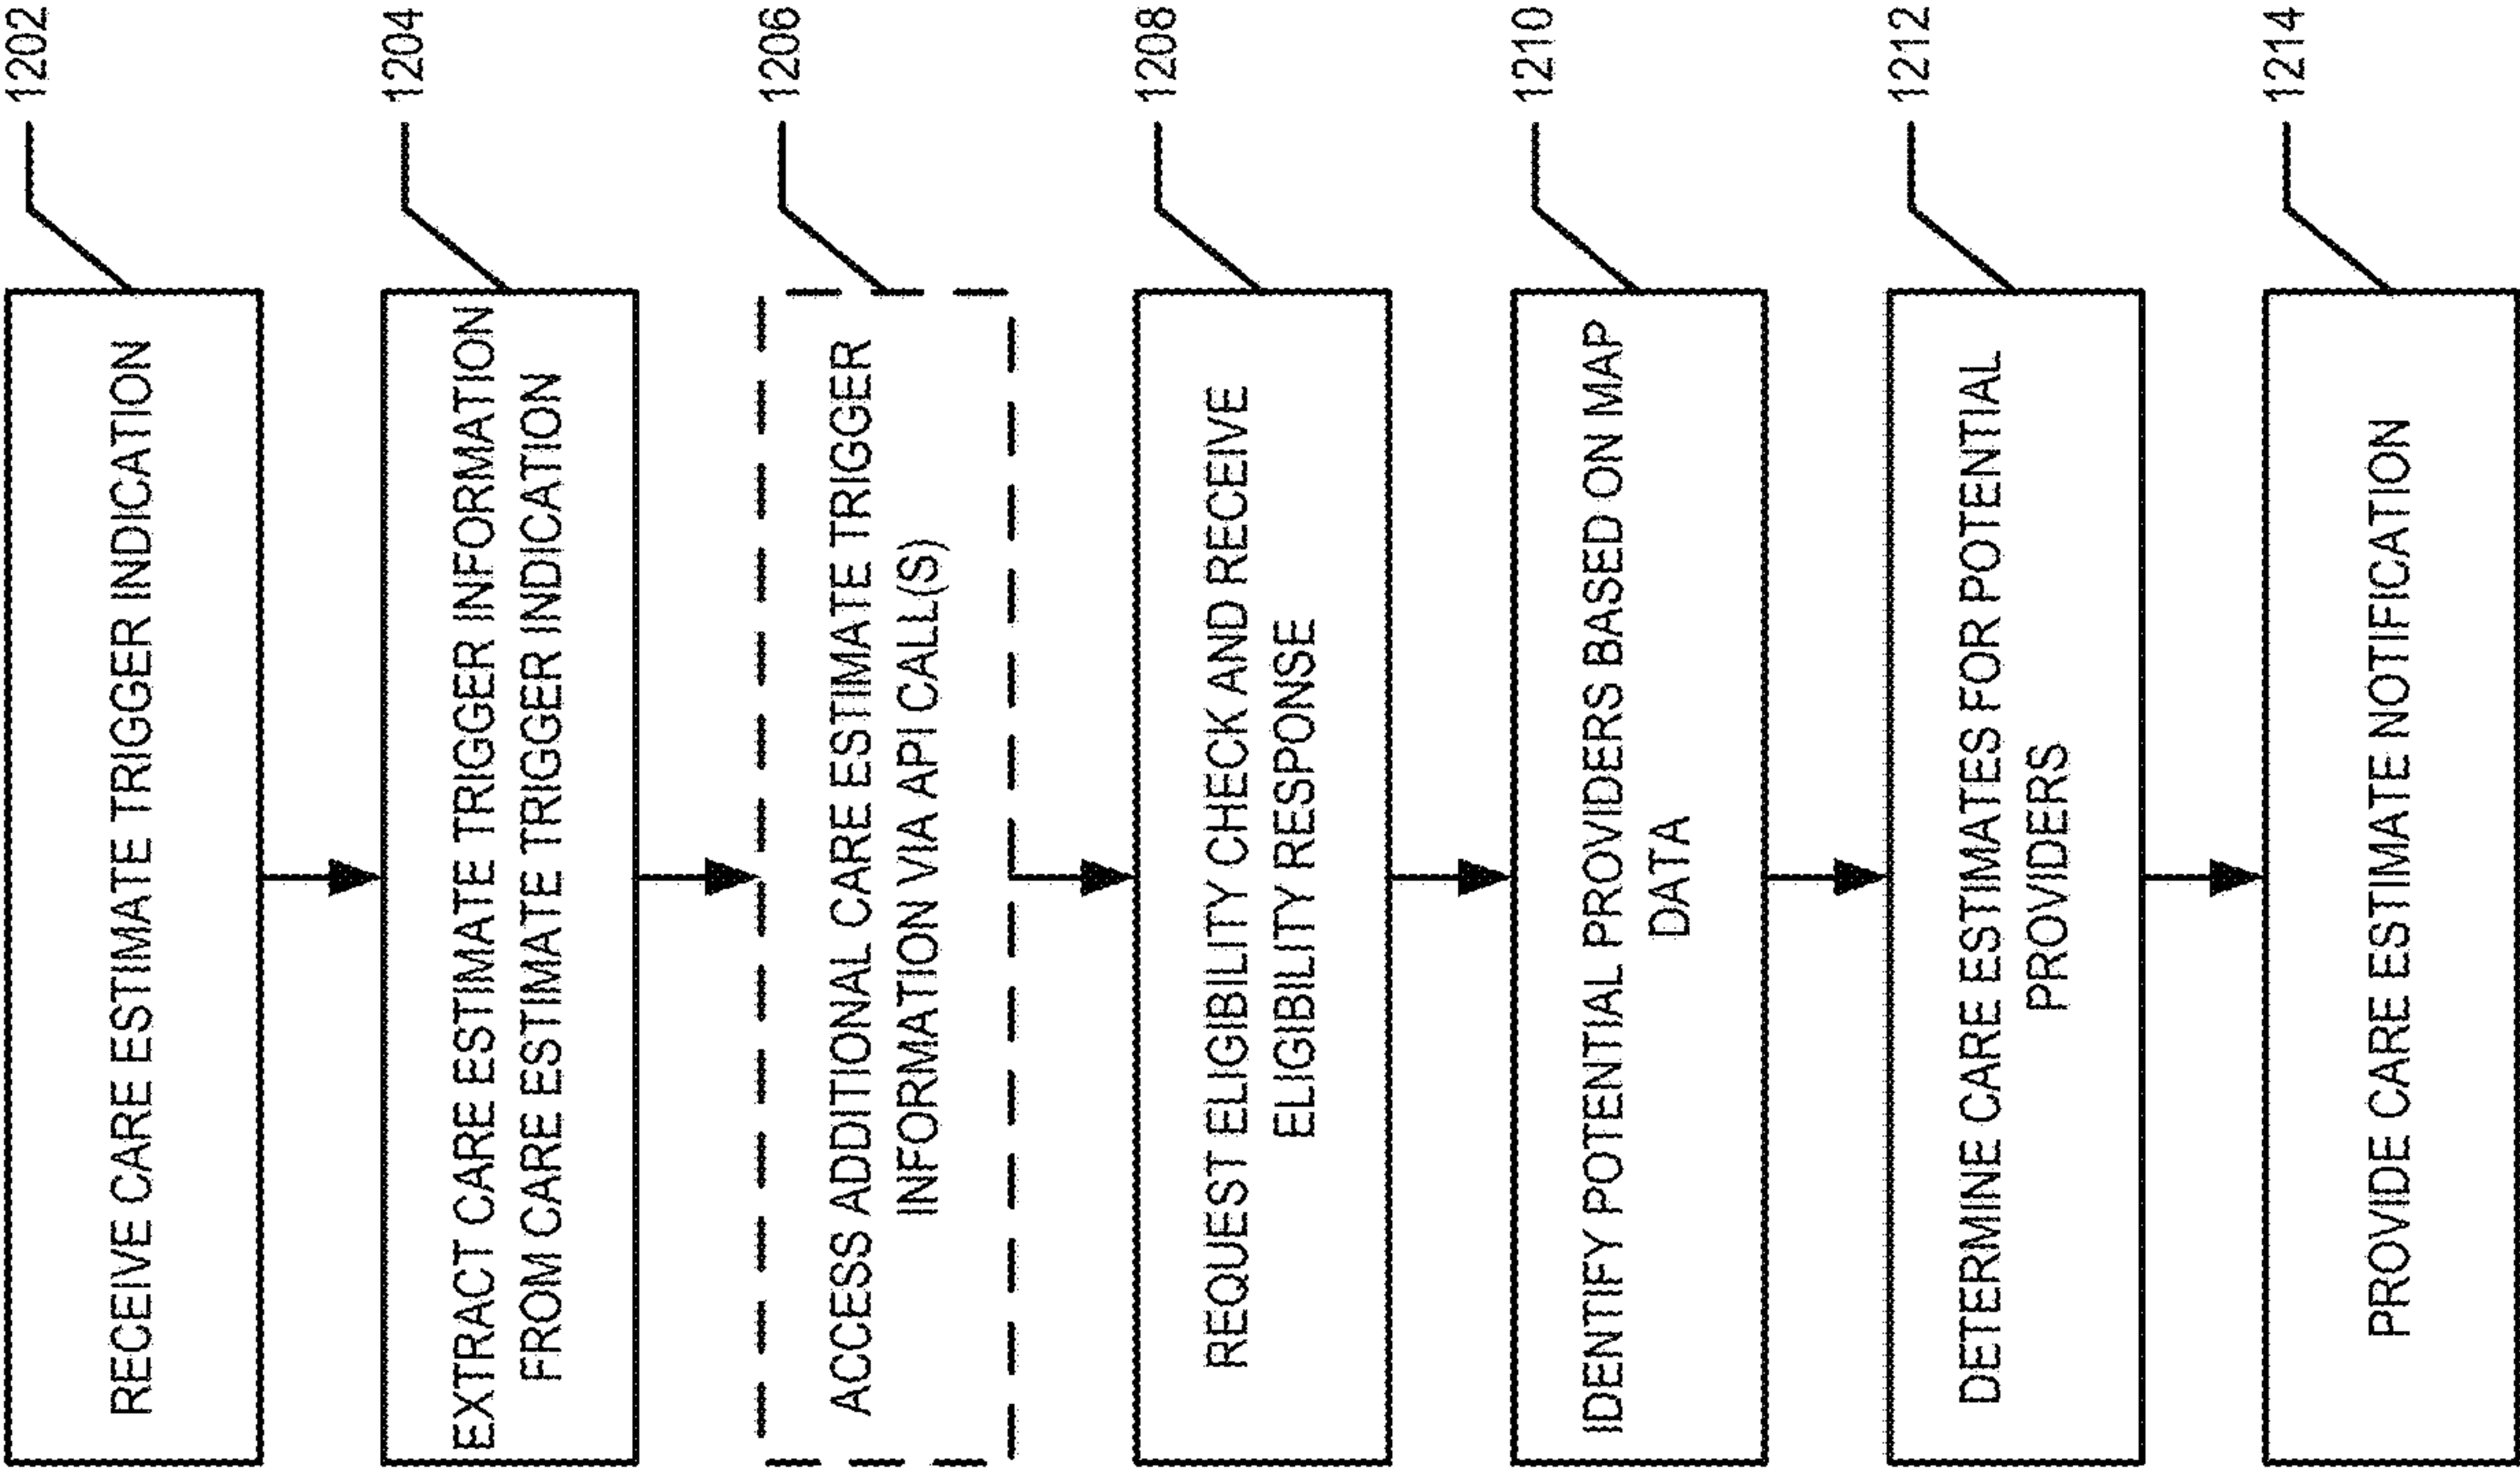 RECEIVE CARE ESTIMATE TRIGGER INDICATION
1202
EXTRACT CARE ESTIMATE TRIGGER INFORMATION
FROM CARE ESTIMATE TRIGGER INDICATION
1204
ACCESS ADDITIONAL CARE ESTIMATE TRIGGER
INFORMATION VIA API CALL(S)
1206
REQUEST ELIGIBILITY CHECK AND RECEIVE
ELIGIBILITY RESPONSE
1208
IDENTIFY POTENTIAL PROVIDERS BASED ON MAP
DATA
1210
DETERMINE CARE ESTIMATES FOR POTENTIAL
PROVIDERS
1212
PROVIDE CARE ESTIMATE NOTIFICATION
1214